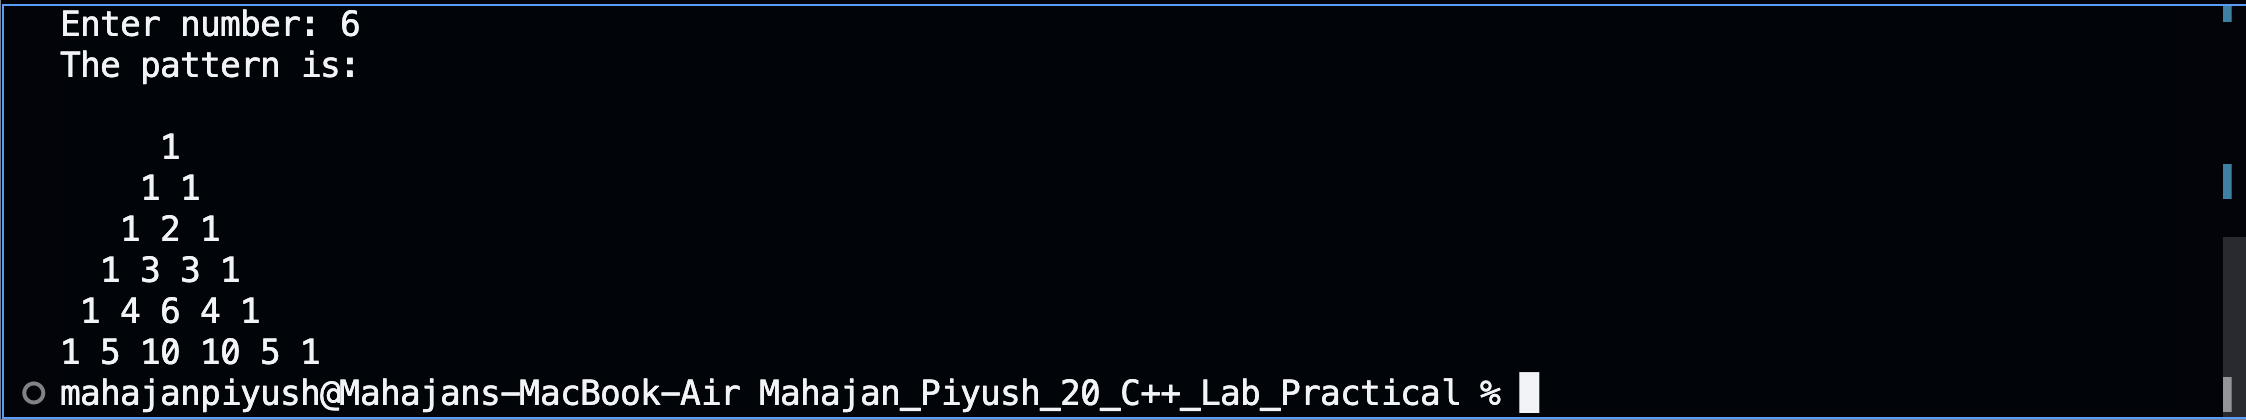 Enter number: 6
The pattern is:

     1
    1 1
   1 2 1
  1 3 3 1
 1 4 6 4 1
1 5 10 10 5 1
mahajanpiyush@Mahajans-MacBook-Air Mahajan_Piyush_20_C++_Lab_Practical %